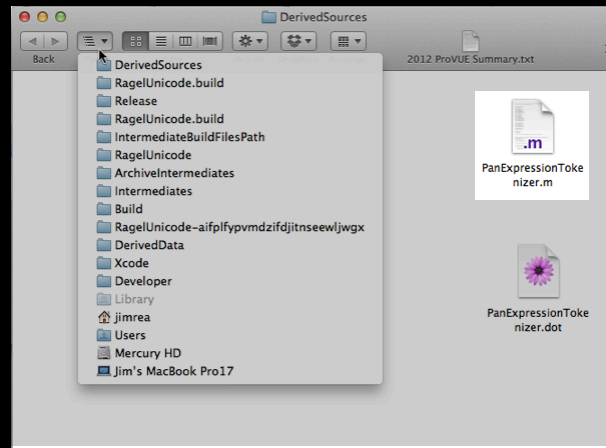 DerivedSources
Back
2012 ProVUE Summary.txt
DerivedSources
RagelUnicode.build
Release
RagelUnicode.build
IntermediateBuildFilesPath
RagelUnicode
ArchiveIntermediates
Intermediates
Build
RagelUnicode-aifplfypvmdzifdjitnseewljwgx
DerivedData
Xcode
Developer
Library
jimrea
Users
Mercury HD
Jim's MacBook Pro17
.m
PanExpressionToke
nizer.m
PanExpressionToke
nizer.dot